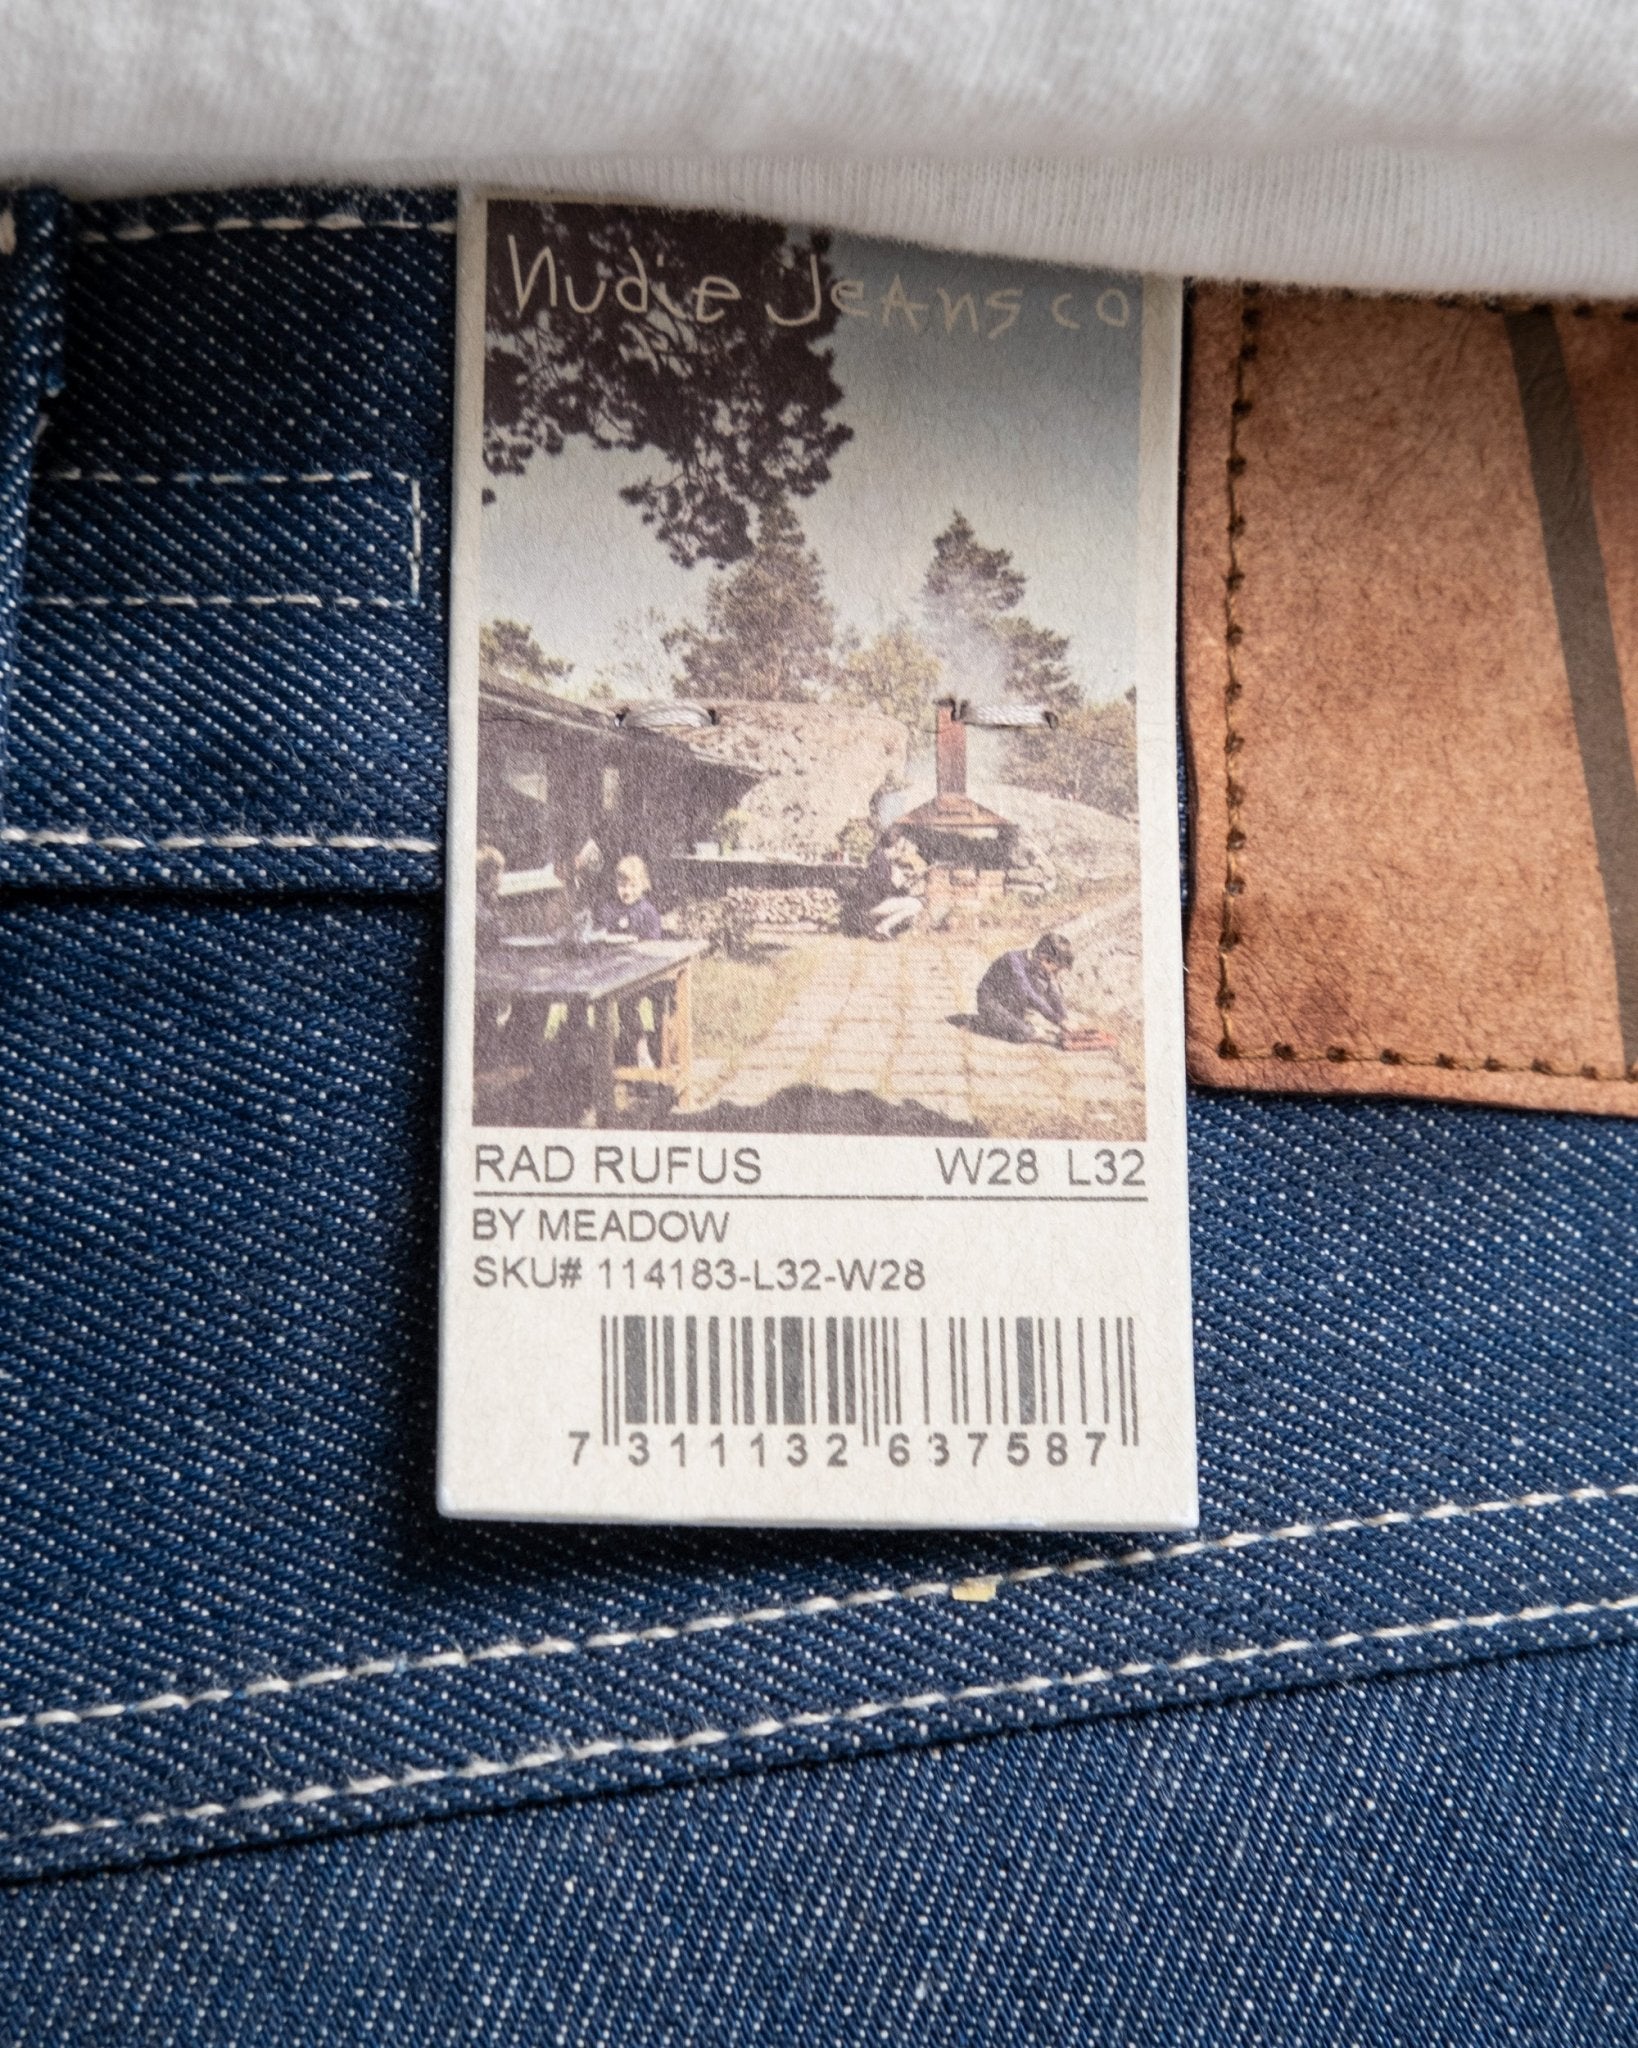 Nudie Jeans co
RAD RUFUS W28 L32
BY MEADOW
SKU# 114183-L32-W28
7 311132 637587